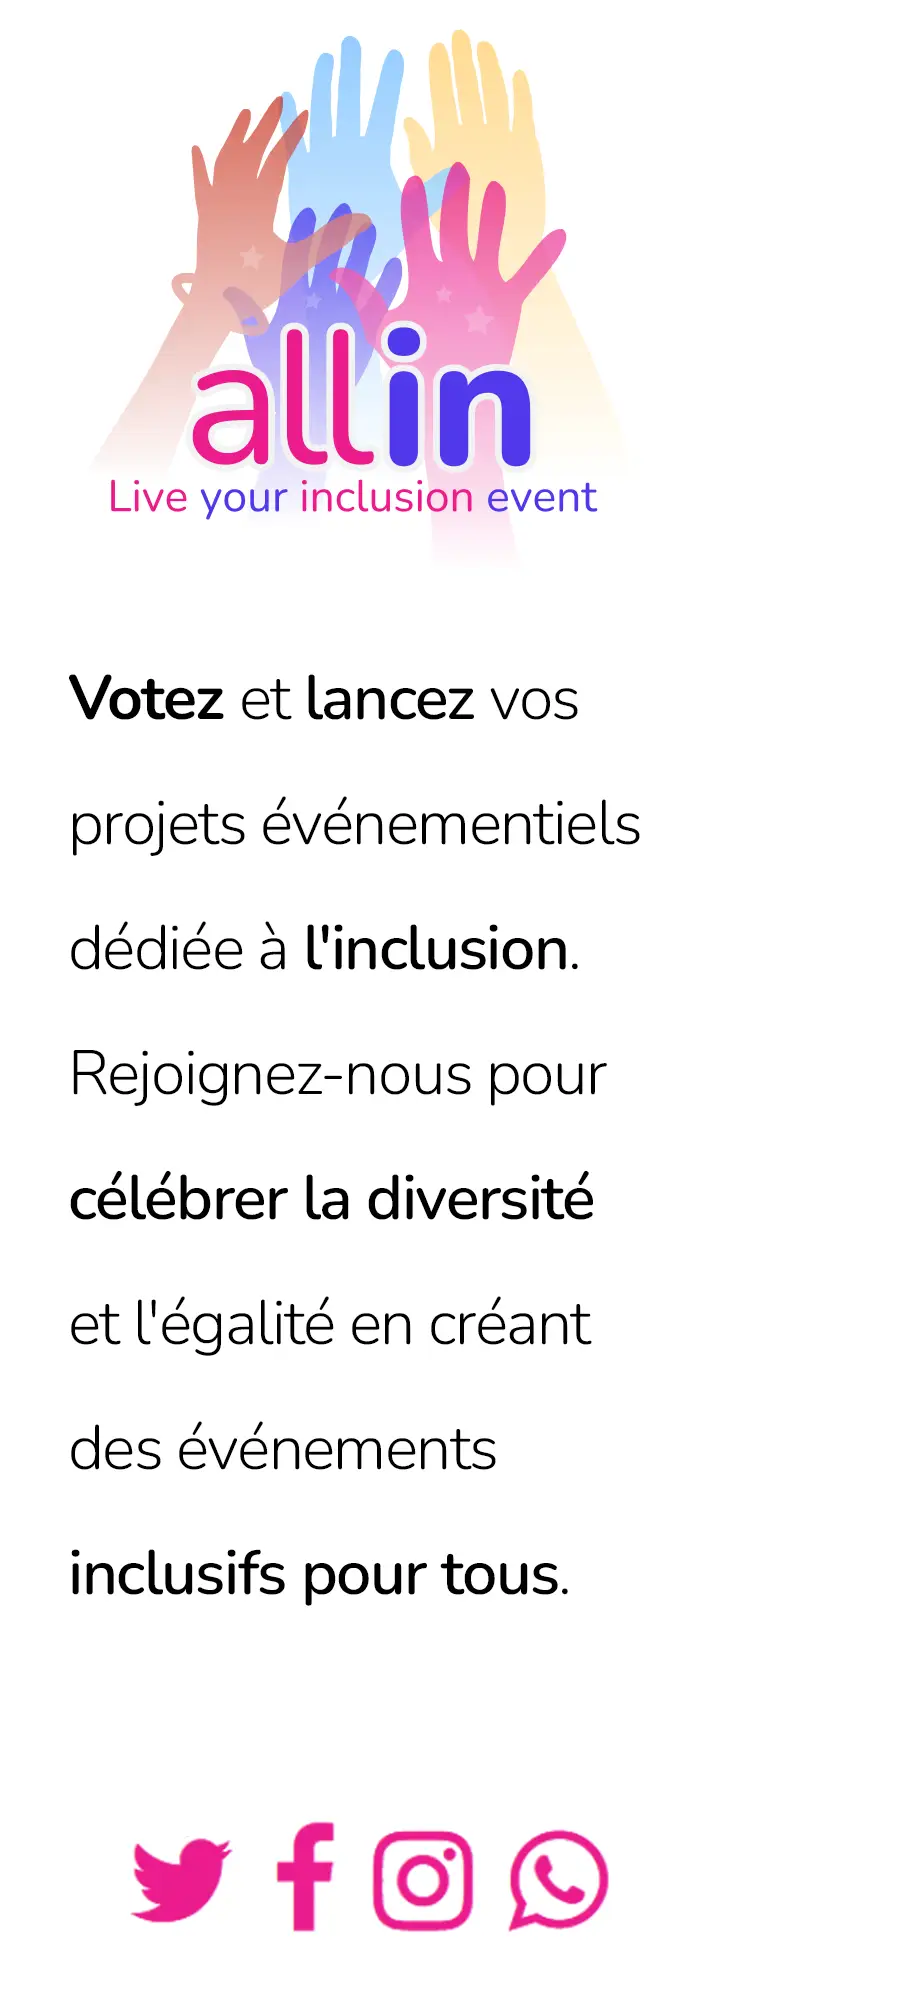 allin
Live your inclusion event
Votez et lancez vos
projets événementiels
dédiée à l'inclusion.
Rejoignez-nous pour
célébrer la diversité
et l'égalité en créant
des événements
inclusifs pour tous.